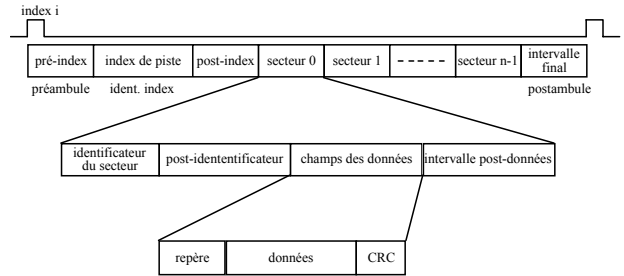 index i
pré-index index de piste post-index secteur 0 secteur 1 - - - - - secteur n-1 intervalle
final
préambule ident. index postambule
identificateur
du secteur post-idententificateur champs des données intervalle post-données
repère données CRC